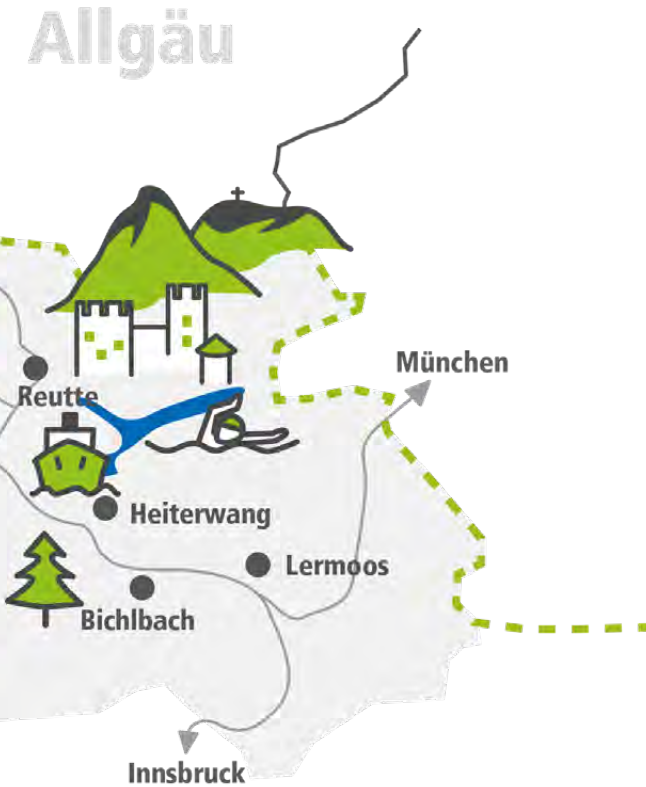 Allgäu
München
Reutte
Heiterwang
Lermoos
Bichlbach
Innsbruck